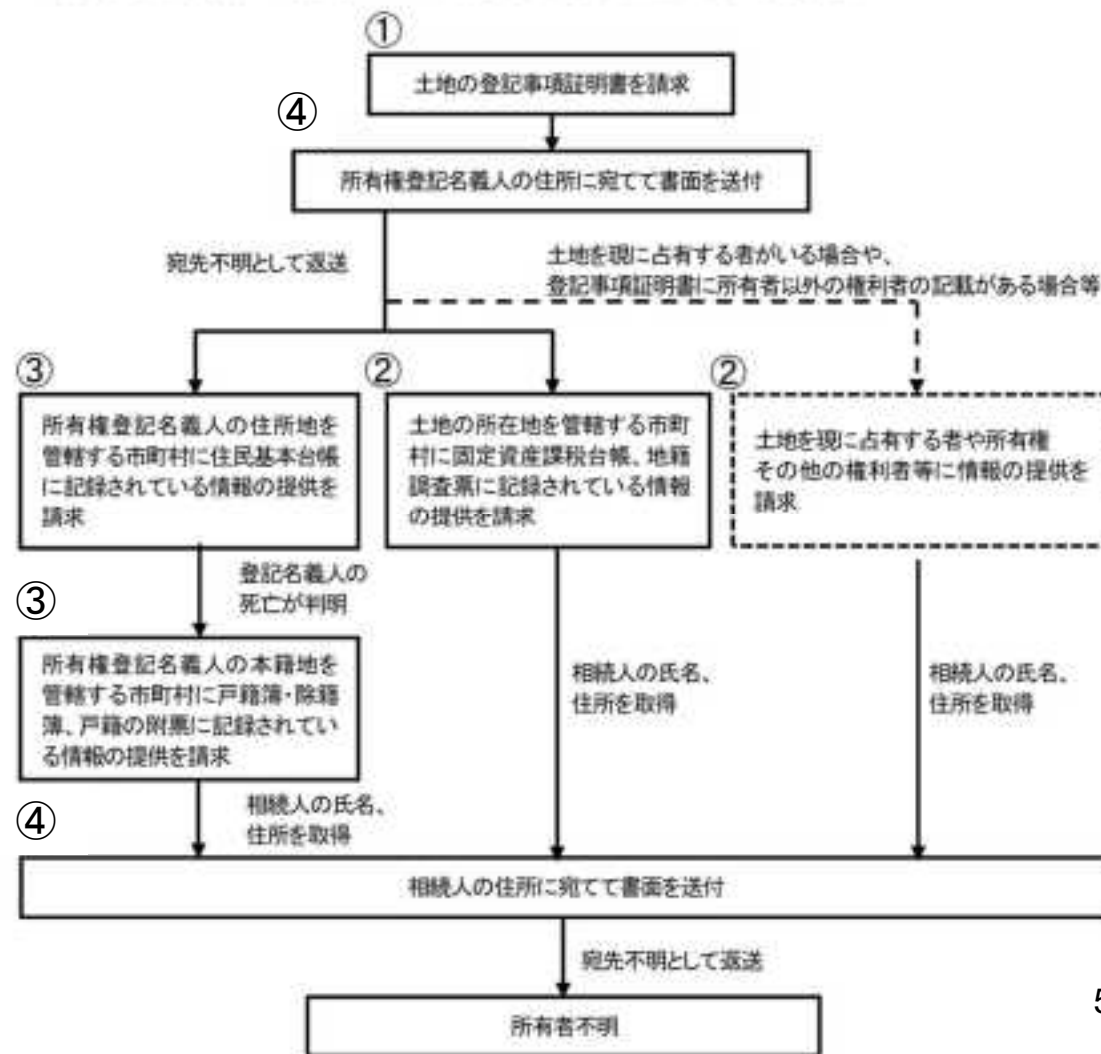 ①
土地の登記事項証明書を請求
④
所有権登記名義人の住所に宛てて書面を送付
宛先不明として返送
土地を現に占有する者がいる場合や、
登記事項証明書に所有者以外の権利者の記載がある場合等
③
所有権登記名義人の住所地を
管轄する市町村に住民基本台帳
に記録されている情報の提供を
請求
②
土地の所在地を管轄する市町
村に固定資産課税台帳、地籍
調査票に記録されている情報
の提供を請求
②
土地を現に占有する者や所有権
その他の権利者等に情報の提供を
請求
登記名義人の
死亡が判明
③
所有権登記名義人の本籍地を
管轄する市町村に戸籍簿・除籍
簿、戸籍の附票に記録されてい
る情報の提供を請求
相続人の氏名、
住所を取得
相続人の氏名、
住所を取得
相続人の氏名、
住所を取得
④
相続人の住所に宛てて書面を送付
宛先不明として返送
所有者不明
5